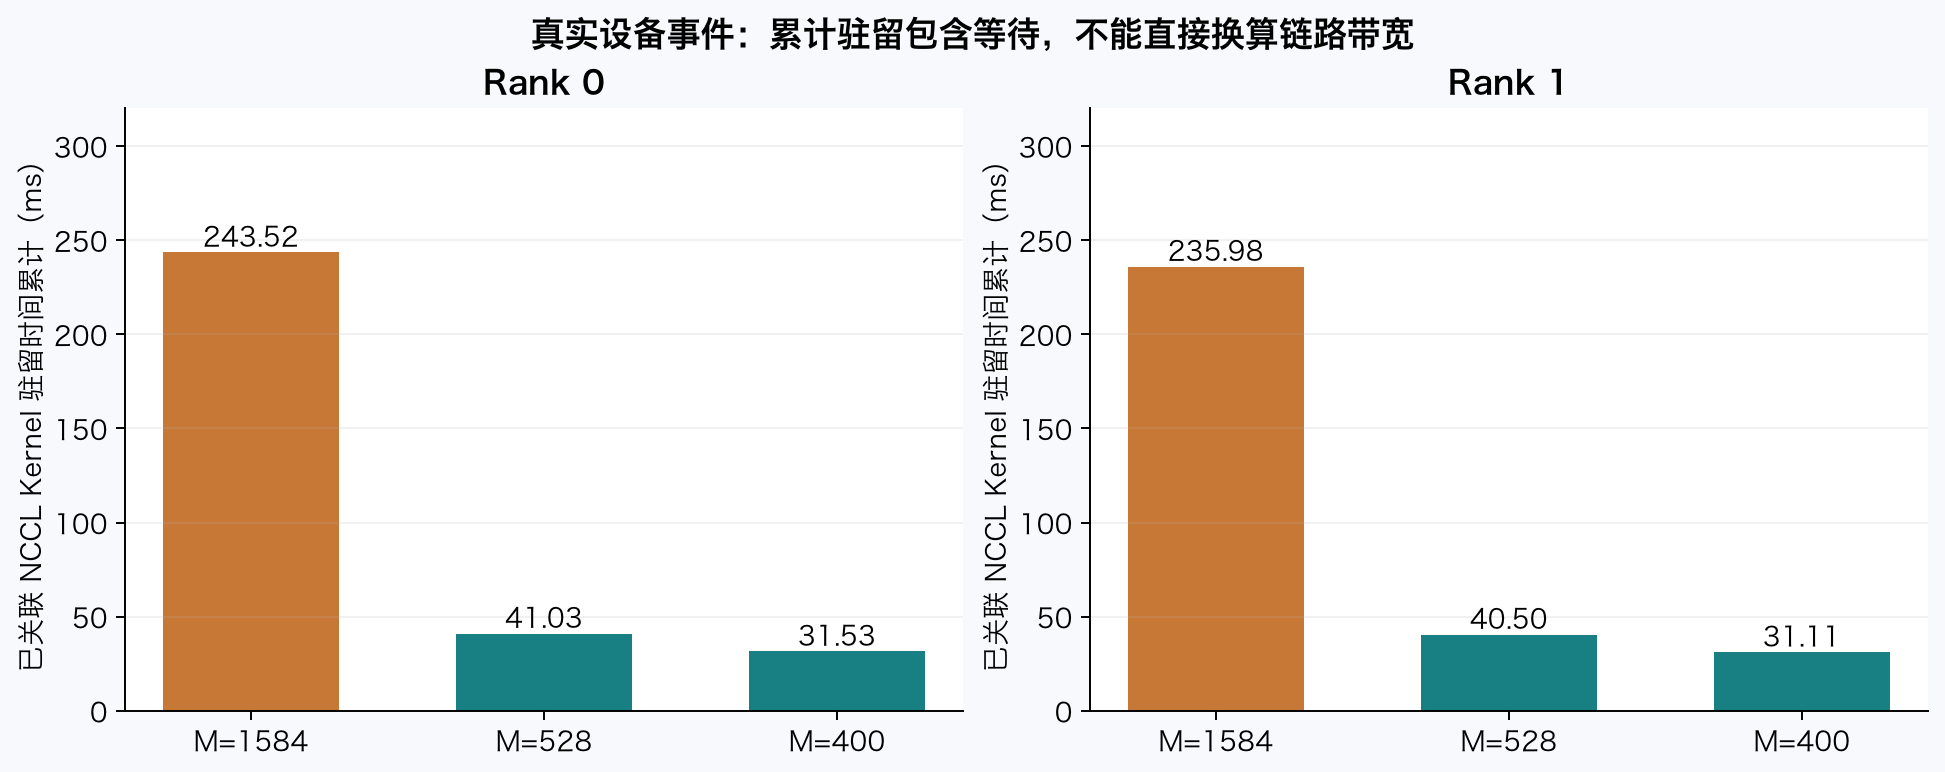 真实设备事件：累计驻留包含等待，不能直接换算链路带宽
Rank 0
已关联 NCCL Kernel 驻留时间累计（ms）
300
250
200
150
100
50
0
243.52
41.03
31.53
M=1584
M=528
M=400
Rank 1
已关联 NCCL Kernel 驻留时间累计（ms）
300
250
200
150
100
50
0
235.98
40.50
31.11
M=1584
M=528
M=400